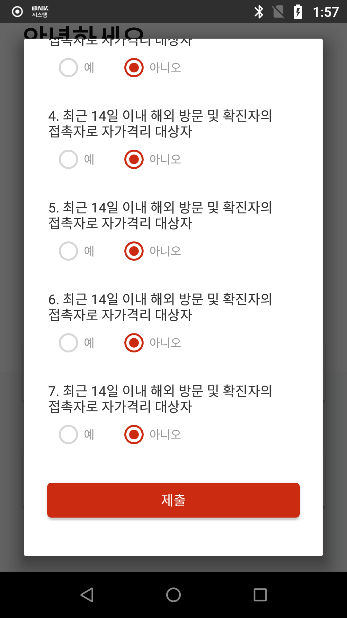 1:57
안녕하세요
접촉자로 자가격리 대상자
예 아니오
4. 최근 14일 이내 해외 방문 및 확진자의
접촉자로 자가격리 대상자
예 아니오
5. 최근 14일 이내 해외 방문 및 확진자의
접촉자로 자가격리 대상자
예 아니오
6. 최근 14일 이내 해외 방문 및 확진자의
접촉자로 자가격리 대상자
예 아니오
7. 최근 14일 이내 해외 방문 및 확진자의
접촉자로 자가격리 대상자
예 아니오
제출